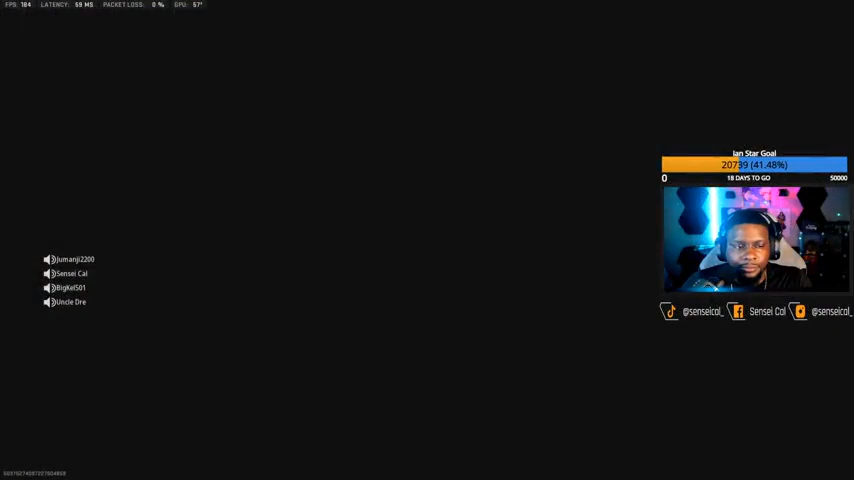 FPS: 184 LATENCY: 59 MS PACKET LOSS: 0 % GPU: 57°
Jan Star Goal
20739 (41.48%)
0 18 DAYS TO GO 50000
Jumanji2200
Sensei Cal
BigKel501
Uncle Dre
@senseical_ Sensei Cal @senseical_